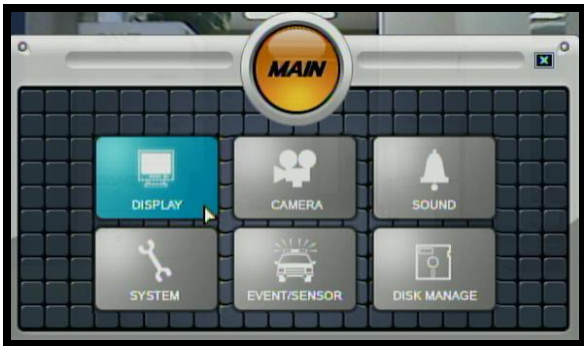 MAIN
DISPLAY
CAMERA
SOUND
SYSTEM
EVENT/SENSOR
DISK MANAGE